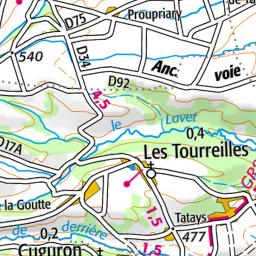 D75
Proupriary
540
D34
Anc.
voie
D92
4,5
le
Lavet
0,4
D17A
Les Tourreilles
la Goutte
1,5
Tatays
de
0,2
derrière
477
Cuguron
1,5